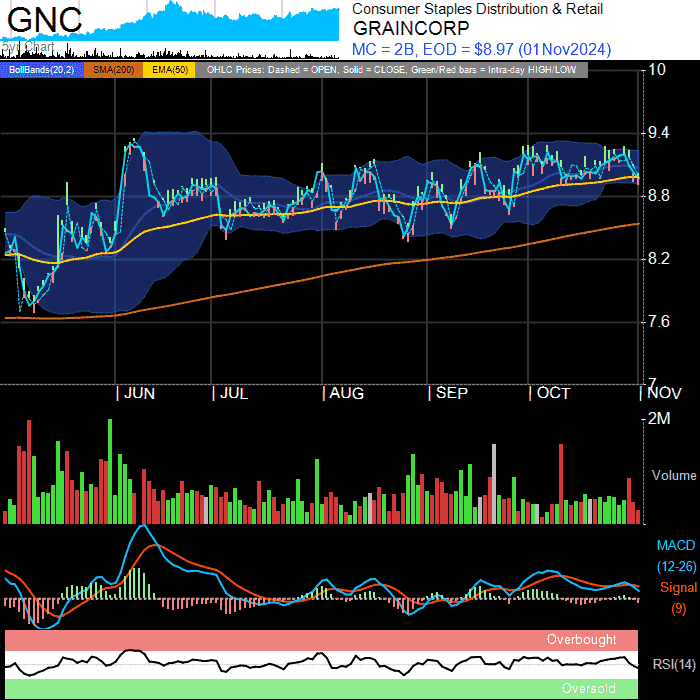 GNC
5yr Chart
Consumer Staples Distribution & Retail
GRAINCORP
MC = 2B, EOD = $8.97 (01Nov2024)
BollBands(20,2) SMA(200) EMA(50) OHLC Prices: Dashed = OPEN, Solid = CLOSE, Green/Red bars = Intra-day HIGH/LOW
10
9.4
8.8
8.2
7.6
7
JUN JUL AUG SEP OCT NOV
2M
Volume
MACD
(12-26)
Signal
(9)
Overbought
RSI(14)
Oversold